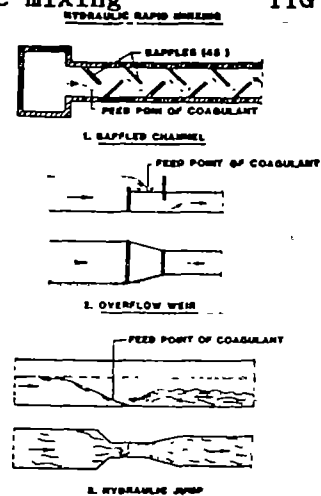 C mixing FIG
HYDRAULIC RAPID MIXING
BAFFLES (45°)
FEED POINT OF COAGULANT
1. BAFFLED CHANNEL
FEED POINT OF COAGULANT
2. OVERFLOW WEIR
FEED POINT OF COAGULANT
3. HYDRAULIC JUMP